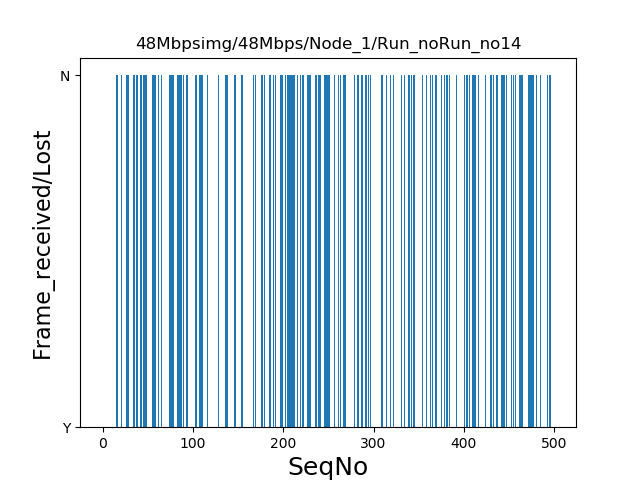 48Mbpsimg/48Mbps/Node_1/Run_noRun_no14
N
Frame_received/Lost
Y
0 100 200 300 400 500
SeqNo